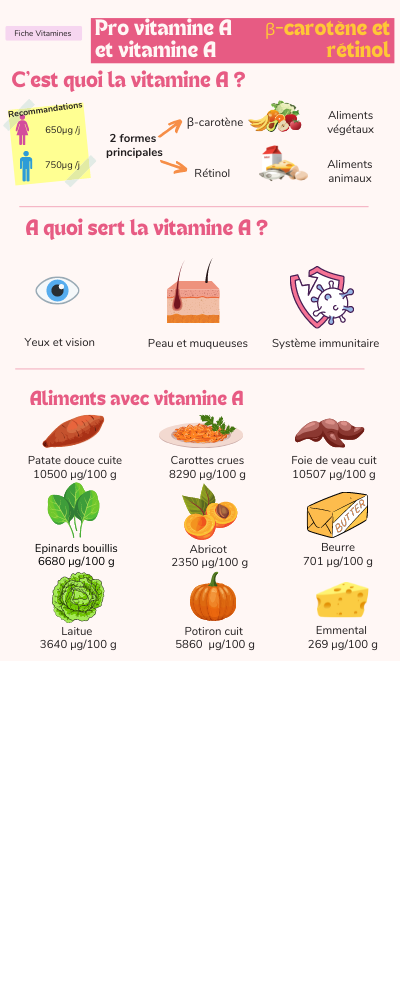 Fiche Vitamines
Pro vitamine A
et vitamine A
β-carotène et
rétinol
C'est quoi la vitamine A ?
Recommandations
650µg /j
750µg /j
2 formes
principales
β-carotène
Rétinol
Aliments
végétaux
Aliments
animaux
A quoi sert la vitamine A ?
Yeux et vision
Peau et muqueuses
Système immunitaire
Aliments avec vitamine A
Patate douce cuite
10500 µg/100 g
Carottes crues
8290 µg/100 g
Foie de veau cuit
10507 µg/100 g
Epinards bouillis
6680 µg/100 g
Abricot
2350 µg/100 g
BUTTER
Beurre
701 µg/100 g
Laitue
3640 µg/100 g
Potiron cuit
5860 µg/100 g
Emmental
269 µg/100 g